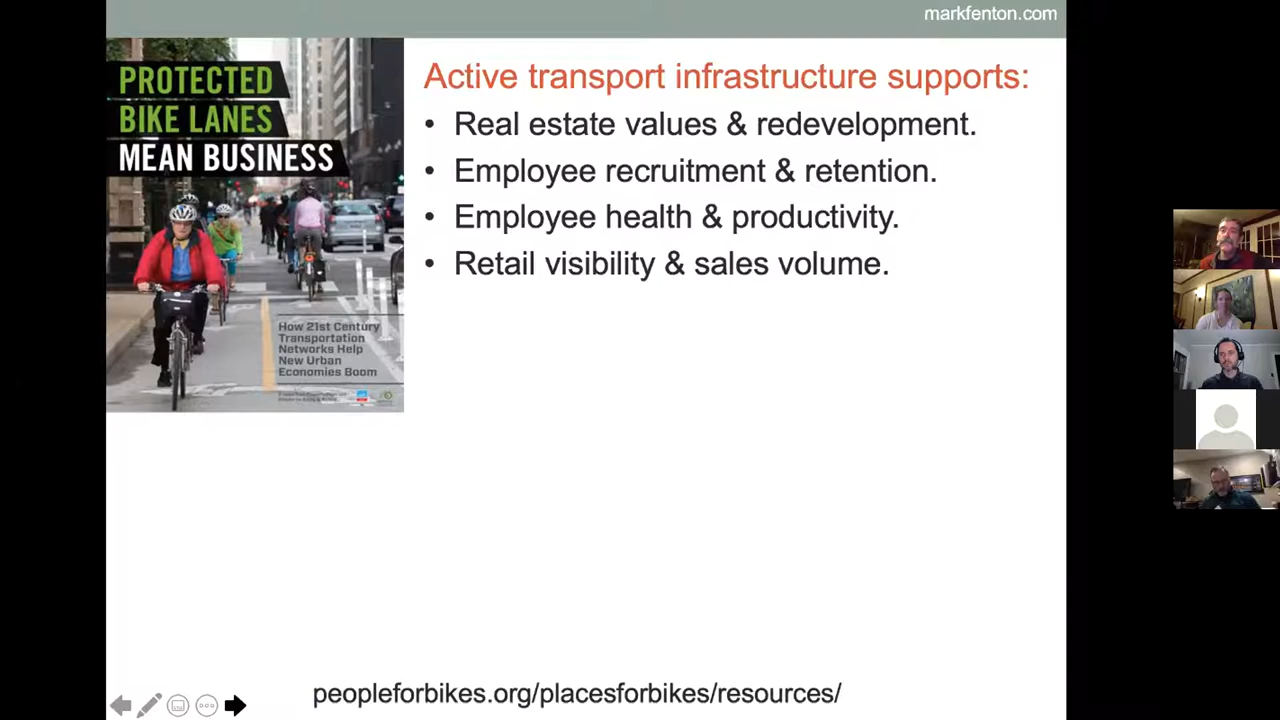 markfenton.com
PROTECTED
BIKE LANES
MEAN BUSINESS
How 21st Century
Transportation
Networks Help
New Urban
Economies Boom
Active transport infrastructure supports:
• Real estate values & redevelopment.
• Employee recruitment & retention.
• Employee health & productivity.
• Retail visibility & sales volume.
peopleforbikes.org/placesforbikes/resources/